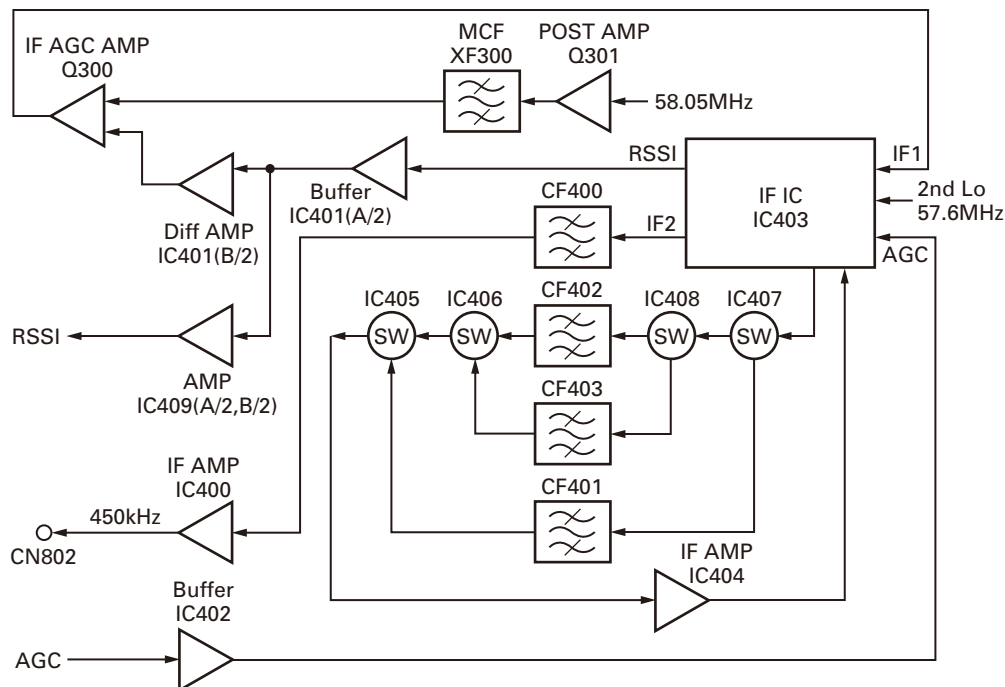 IF AGC AMP
Q300
MCF
XF300
POST AMP
Q301
58.05MHz
RSSI
IF1
Buffer
IC401(A/2)
CF400
IF IC
IC403
2nd Lo
57.6MHz
Diff AMP
IC401(B/2)
IF2
AGC
IC405
IC406
CF402
IC408
IC407
RSSI
SW
SW
SW
SW
AMP
IC409(A/2,B/2)
CF403
IF AMP
IC400
CF401
450kHz
CN802
IF AMP
IC404
Buffer
IC402
AGC